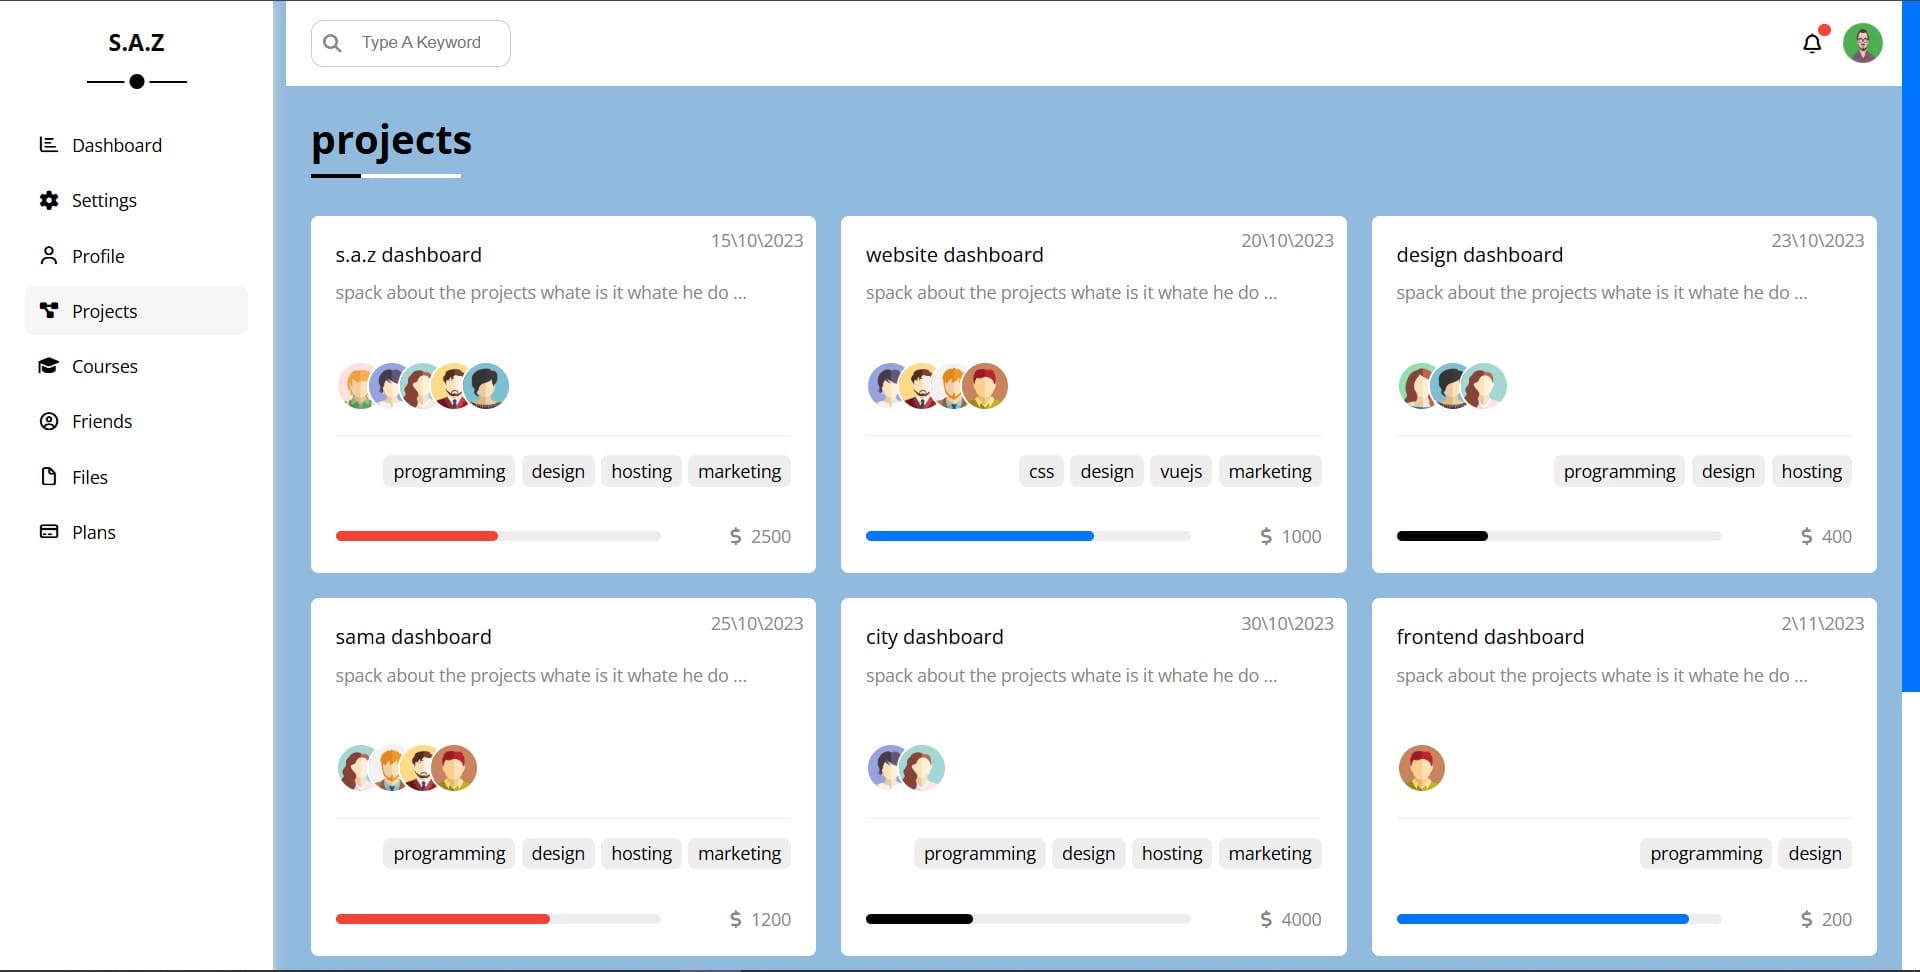 S.A.Z
Dashboard
Settings
Profile
Projects
Courses
Friends
Files
Plans
Type A Keyword
projects
15\10\2023
s.a.z dashboard
spack about the projects whate is it whate he do ...
programming design hosting marketing
$ 2500
20\10\2023
website dashboard
spack about the projects whate is it whate he do ...
css design vuejs marketing
$ 1000
23\10\2023
design dashboard
spack about the projects whate is it whate he do ...
programming design hosting
$ 400
25\10\2023
sama dashboard
spack about the projects whate is it whate he do ...
programming design hosting marketing
$ 1200
30\10\2023
city dashboard
spack about the projects whate is it whate he do ...
programming design hosting marketing
$ 4000
2\11\2023
frontend dashboard
spack about the projects whate is it whate he do ...
programming design
$ 200